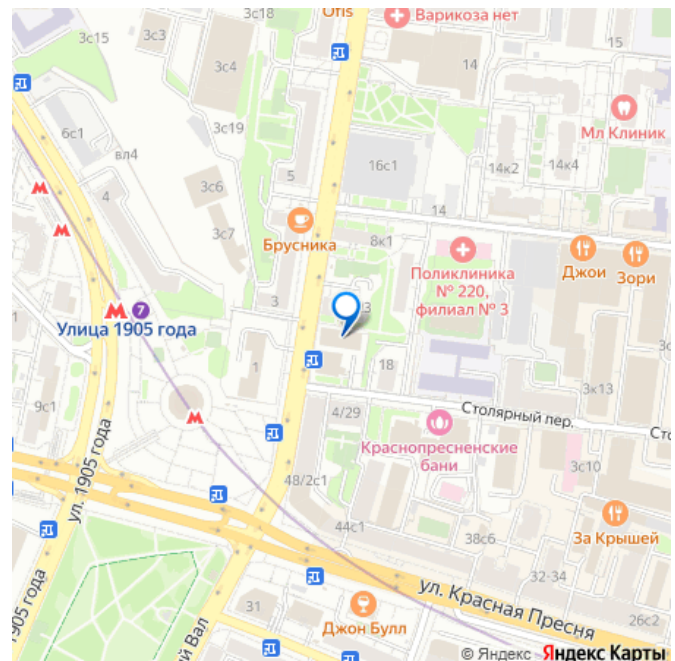 3с18
Otis
Варикоза нет
3с15
3с3
14
15
3с4
Мл Клиник
6с1
3с19
вл4
5
16с1
14к2
14к4
4
3с6
14
3с7
Брусника
8к1
Поликлиника
№ 220,
филиал № 3
Джои
Зори
3
7
Улица 1905 года
1
18
3к13
9с1
4/29
Столярный пер.
Краснопресненские
бани
ул. 1905 года
48/2с1
3с10
44с1
38с6
За Крышей
32-34
ул. Красная Пресня
1905 года
31
26с2
Джон Булл
й Вал
© Яндекс Яндекс Карты